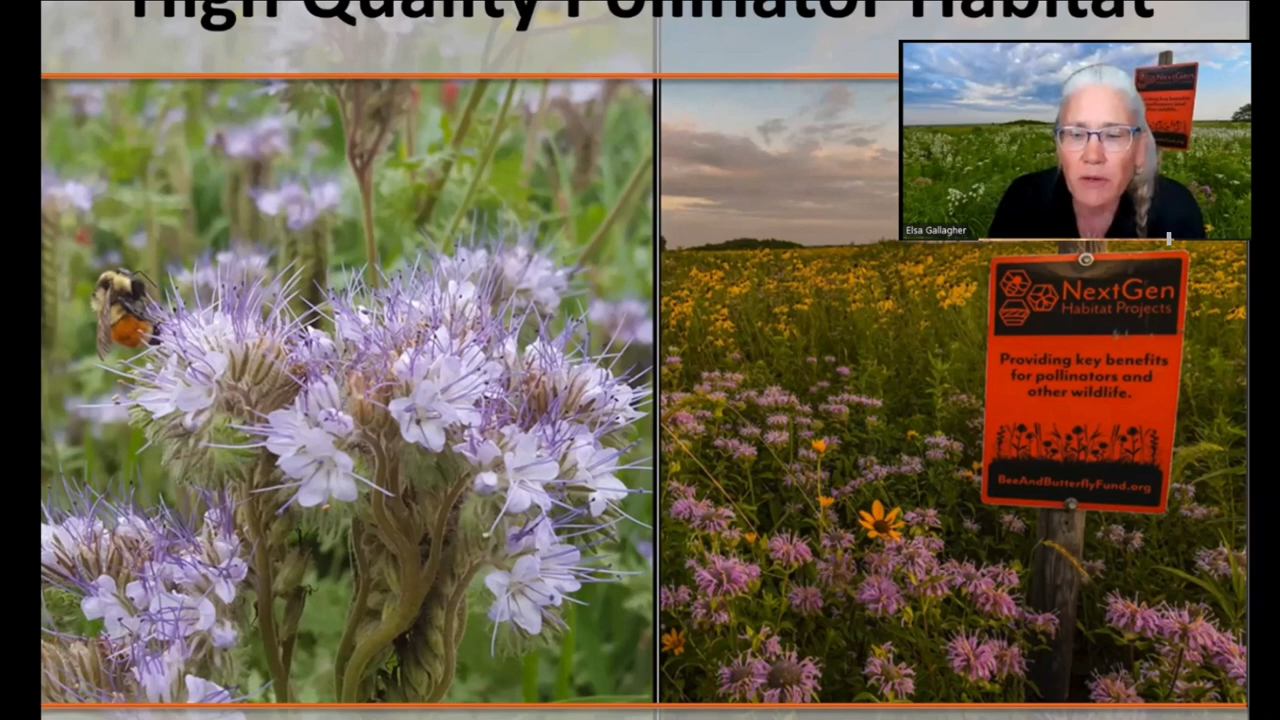 High Quality Pollinator Habitat
NextGen
Elsa Gallagher
NextGen
Habitat Projects
Providing key benefits
for pollinators and
other wildlife.
BeeAndButterflyFund.org